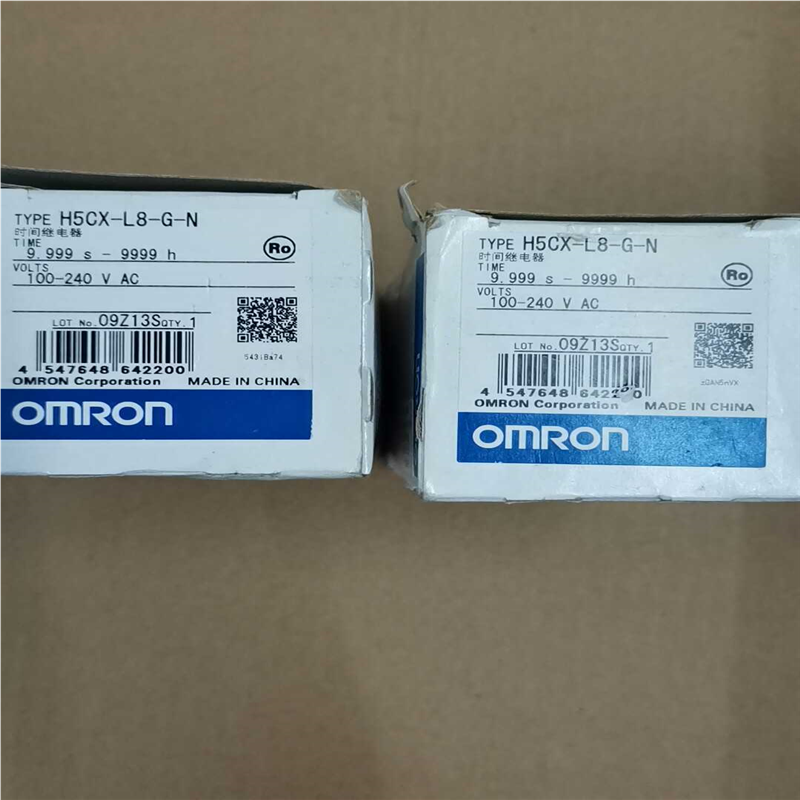 TYPE H5CX-L8-G-N
时间继电器
TIME
9.999 s - 9999 h
Ro
VOLTS
100-240 V AC
LOT No. 09Z13S QTY. 1
4 547648 642200
5431Ba74
OMRON Corporation MADE IN CHINA
OMRON
TYPE H5CX-L8-G-N
时间继电器
TIME
9.999 s - 9999 h
Ro
VOLTS
100-240 V AC
LOT No. 09Z13S QTY. 1
4 547648 642200
OMRON Corporation MADE IN CHINA
OMRON